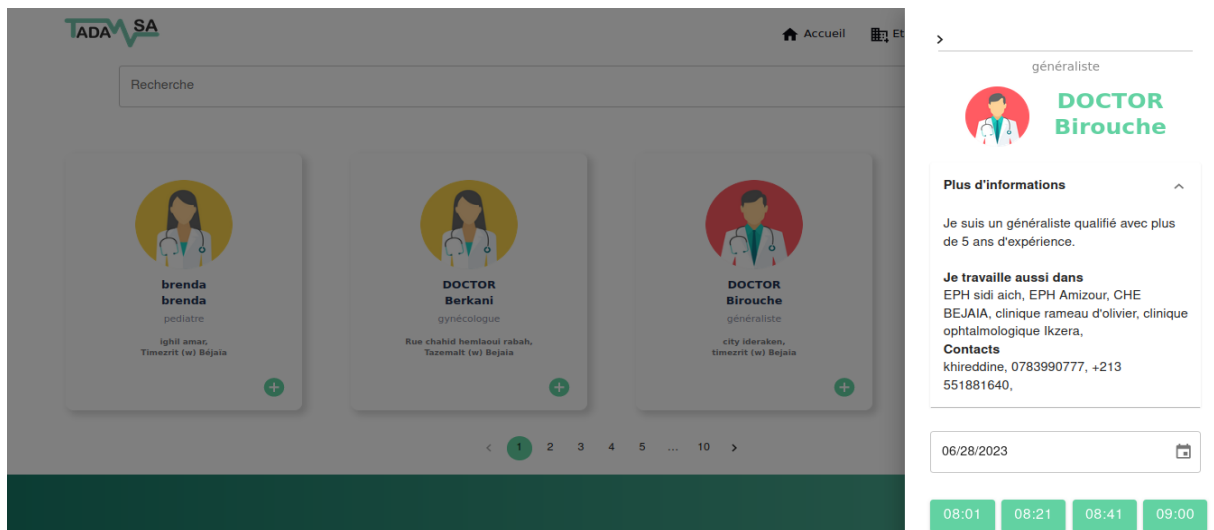 TADAM SA
Accueil
Et
Recherche
brenda
brenda
pediatre
ighil amar,
Timezrit (w) Béjaia
DOCTOR
Berkani
gynécologue
Rue chahid hemlaoui rabah,
Tazemalt (w) Bejaia
DOCTOR
Birouche
généraliste
city ideraken,
timezrit (w) Bejaia
1 2 3 4 5 ... 10
généraliste
DOCTOR
Birouche
Plus d'informations
Je suis un généraliste qualifié avec plus
de 5 ans d'expérience.
Je travaille aussi dans
EPH sidi aich, EPH Amizour, CHE
BEJAIA, clinique rameau d'olivier, clinique
ophtalmologique Ikzera,
Contacts
khireddine, 0783990777, +213
551881640,
06/28/2023
08:01 08:21 08:41 09:00